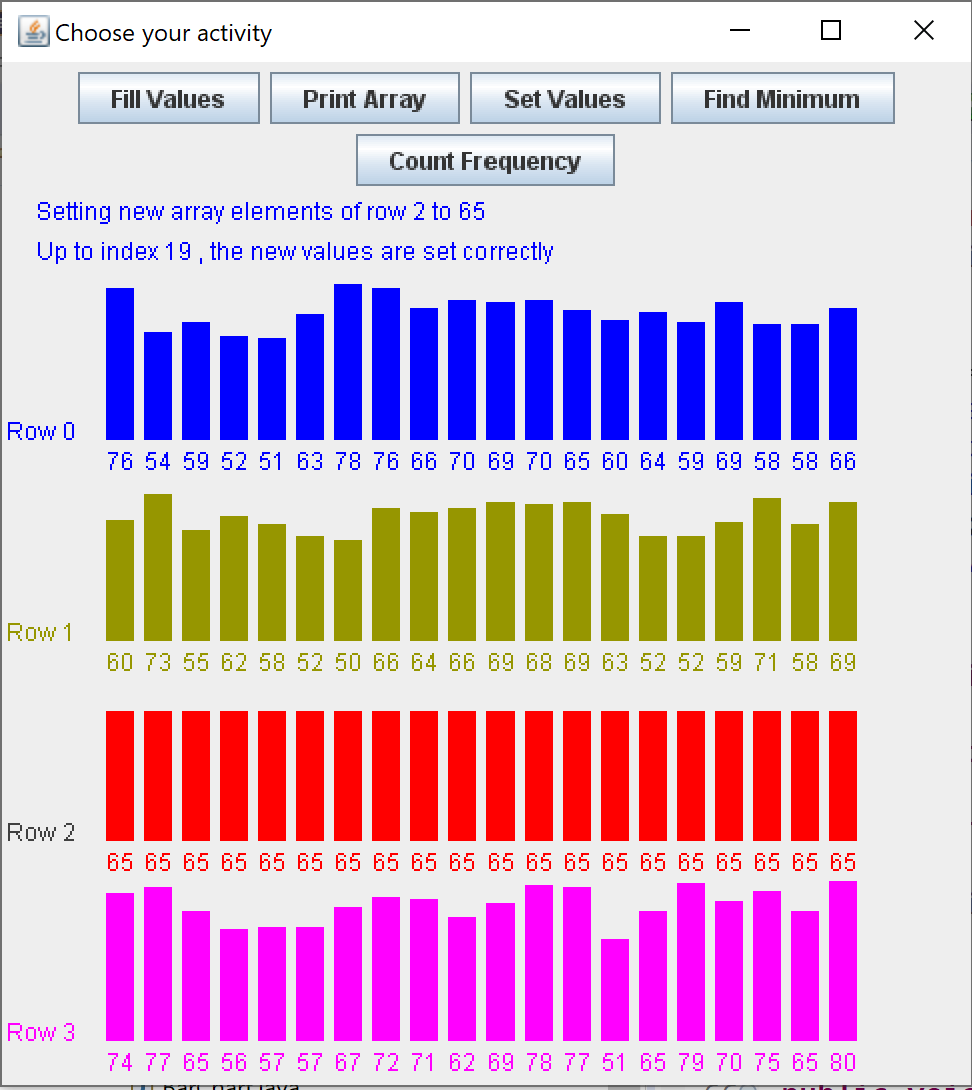 Choose your activity
Fill Values Print Array Set Values Find Minimum
Count Frequency
Setting new array elements of row 2 to 65
Up to index 19 , the new values are set correctly
Row 0
76 54 59 52 51 63 78 76 66 70 69 70 65 60 64 59 69 58 58 66
Row 1
60 73 55 62 58 52 50 66 64 66 69 68 69 63 52 52 59 71 58 69
Row 2
65 65 65 65 65 65 65 65 65 65 65 65 65 65 65 65 65 65 65 65
Row 3
74 77 65 56 57 57 67 72 71 62 69 78 77 51 65 79 70 75 65 80